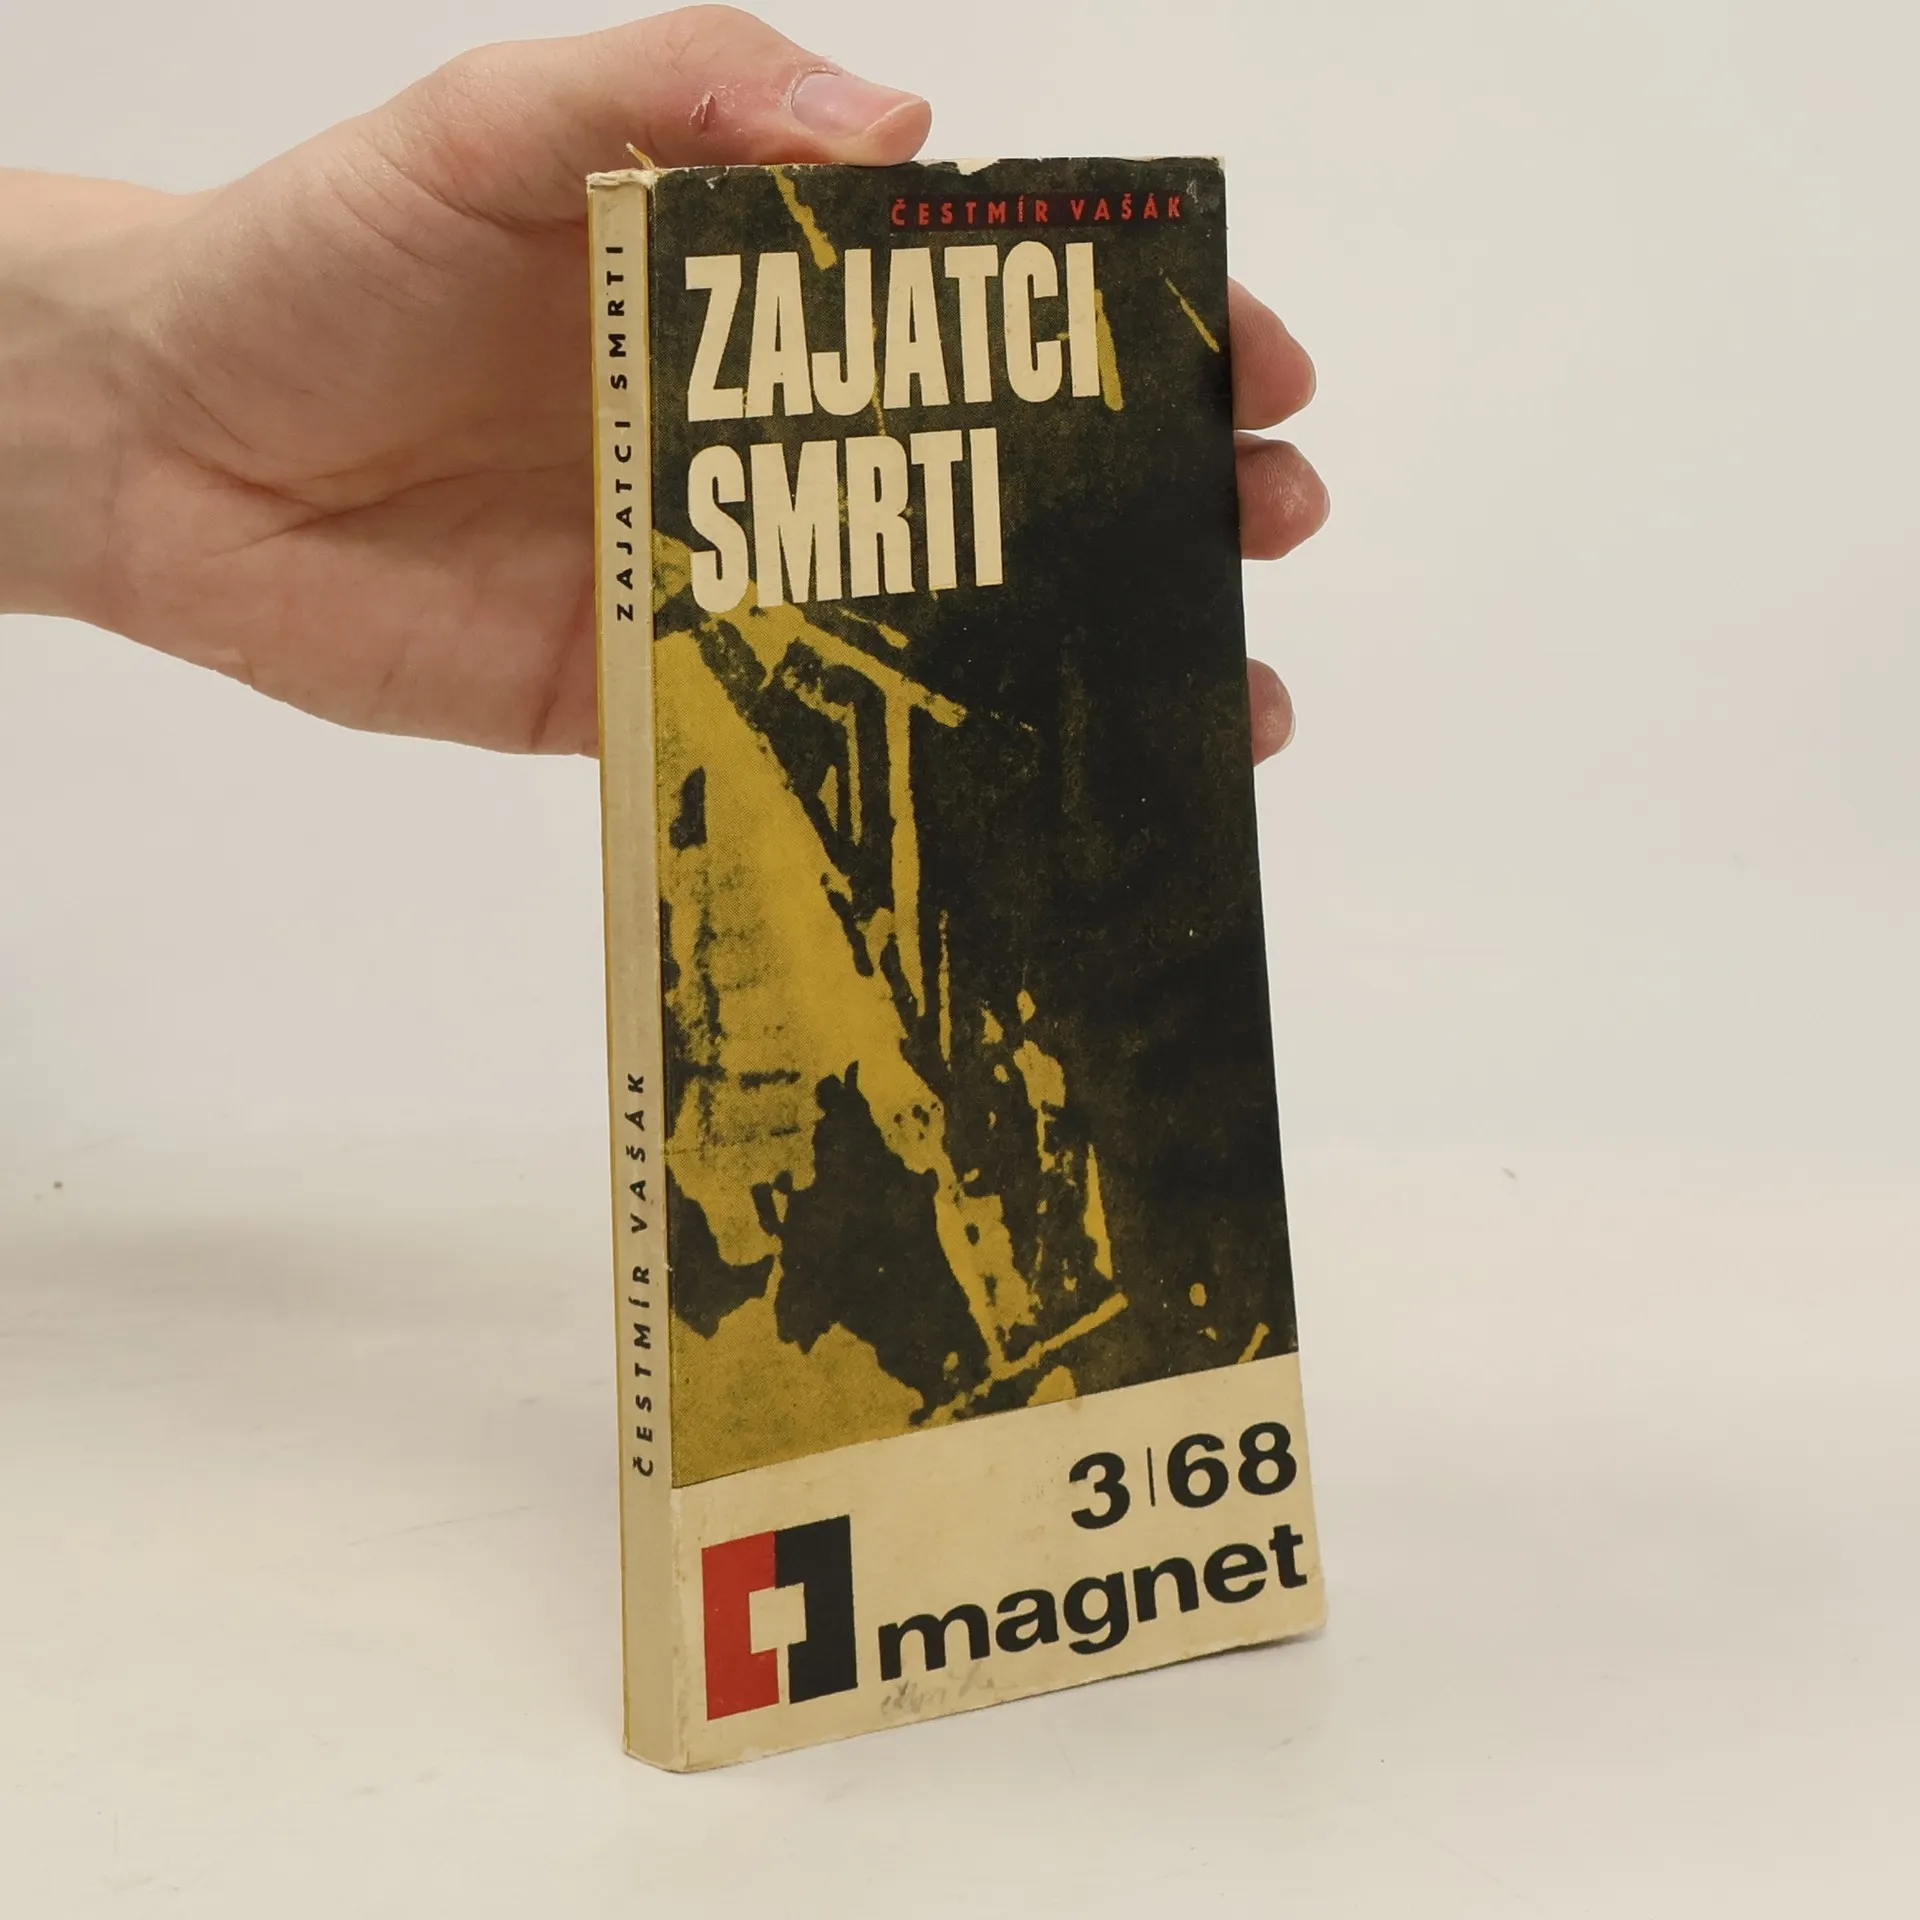 ČESTMÍR VAŠÁK
ZAJATCI
SMRTI
3|68
magnet
ČESTMÍR VAŠÁK ZAJATCI SMRTI